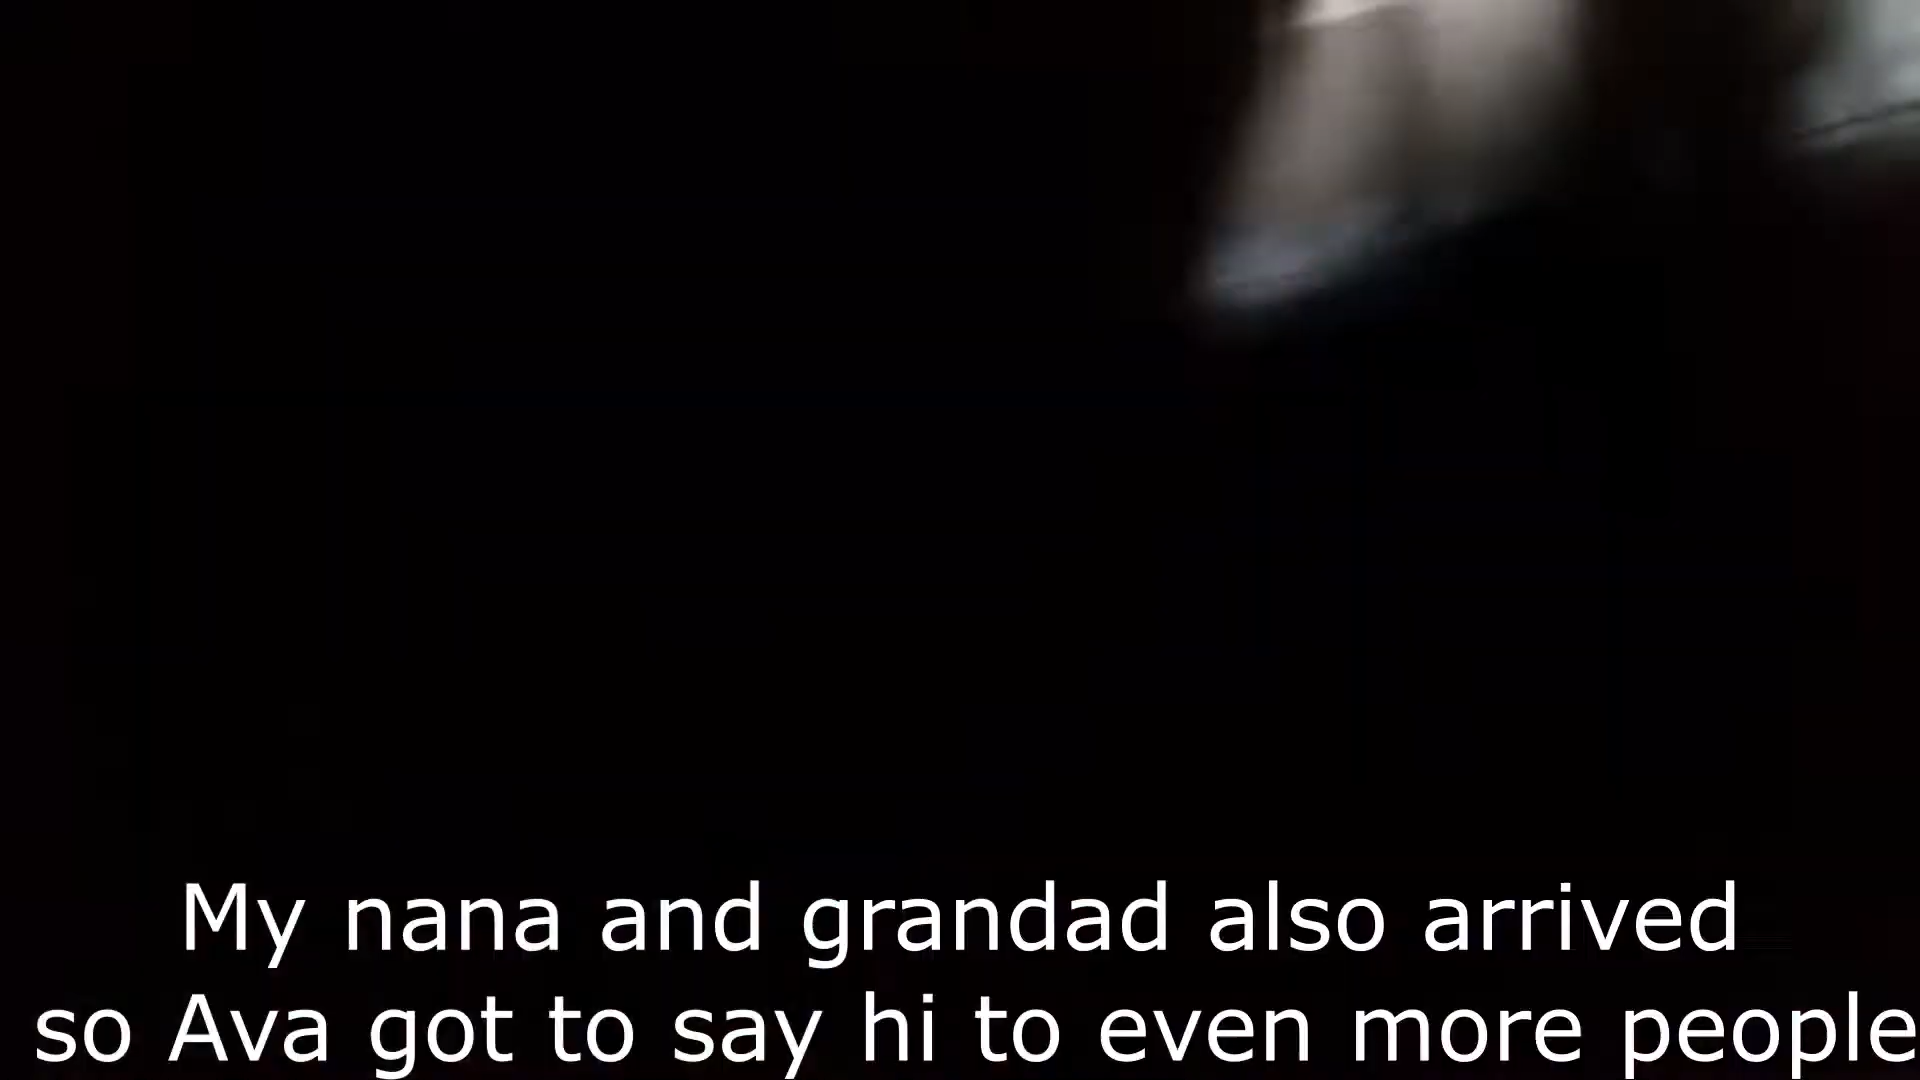 My nana and grandad also arrived
so Ava got to say hi to even more people